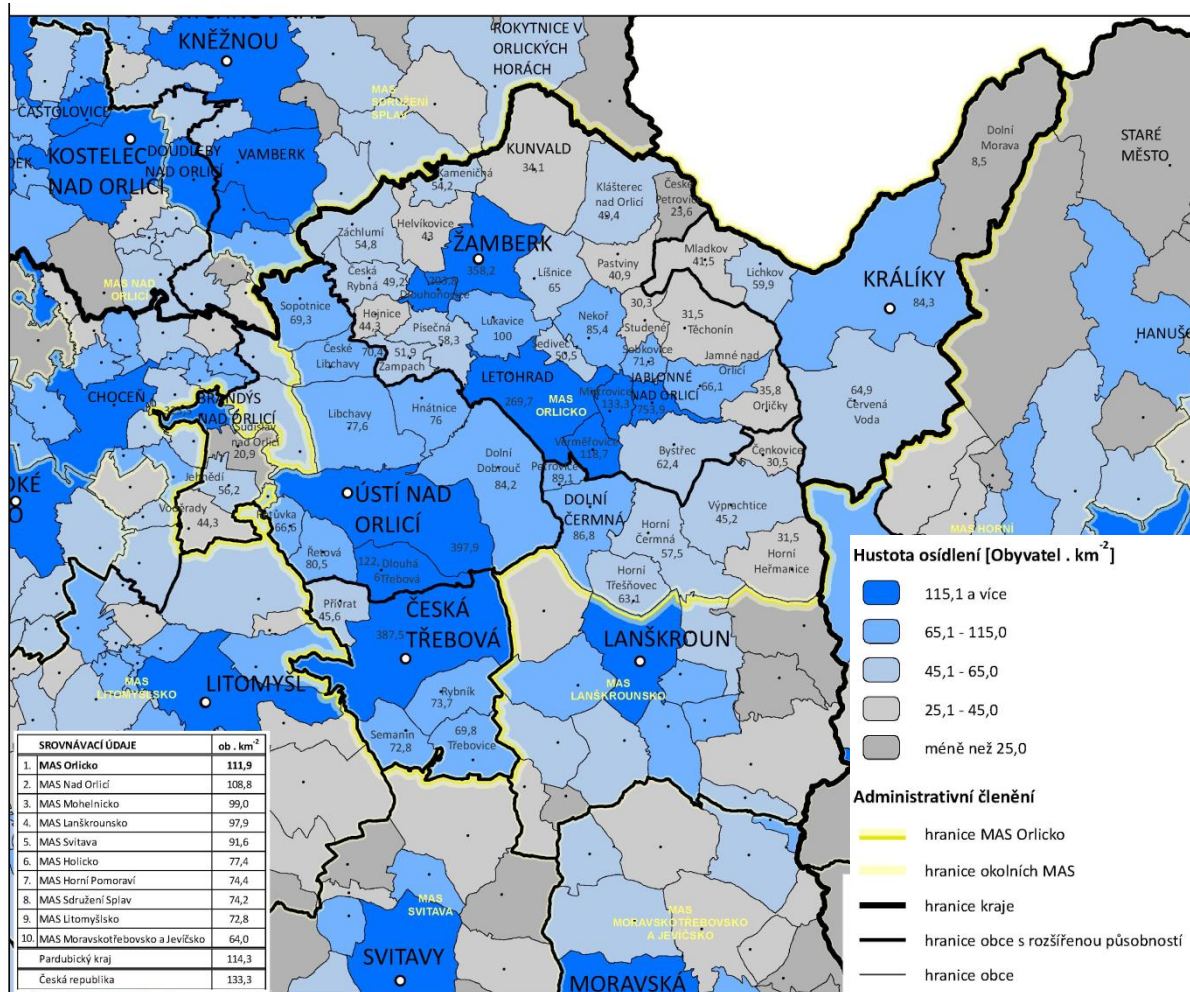 KNĚŽNOU
ROKYTNICE V
ORLICKÝCH
HORÁCH
MAS
SDRUŽENÍ
SPLAV
ČASTOLOVICE
KOSTELEC
NAD ORLICÍ
DOUDLEBY
NAD ORLICÍ
VAMBERK
KUNVALD
34,1
Kameničná
54,2
Klášterec
nad Orlicí
49,4
České
Petrovice
23,6
Dolní
Morava
8,5
STARÉ
MĚSTO
Záchlumí
54,8
Helvíkovice
43
ŽAMBERK
358,2
Pastviny
40,9
Mladkov
41,5
Lichkov
59,9
KRÁLÍKY
84,3
MAS NAD
ORLICÍ
Česká
Rybná
49,2
Dlouhoňovice
Líšnice
65
Sopotnice
69,3
Hejnice
44,3
Písečná
58,3
Lukavice
100
Nekoř
85,4
30,3
Studené
31,5
Těchonín
HANUŠO
České
Libchavy
70,4
51,9
Žampach
Šedivec
50,5
Sobkovice
71,3
Jamné nad
Orlicí
66,1
CHOCEŇ
BRANDÝS
NAD ORLICÍ
LETOHRAD
269,7
MAS
ORLICKO
Mistrovice
133,3
JABLONNÉ
NAD ORLICÍ
753,9
35,8
Orličky
64,9
Červená
Voda
Libchavy
77,6
Hnátnice
76
Sudislav
nad Orlicí
20,9
Verměřovice
118,7
Bystřec
62,4
Čenkovice
30,5
Jehnědí
56,2
Dolní
Dobrouč
84,2
Petrovice
89,1
Voděrady
44,3
ÚSTÍ NAD
ORLICÍ
397,9
DOLNÍ
ČERMNÁ
86,8
Výprachtice
45,2
Řetůvka
66,6
Horní
Čermná
57,5
31,5
Horní
Heřmanice
MAS HORNÍ
Řetová
80,5
122,
6
Dlouhá
Třebová
Horní
Třešňovec
63,1
Přívrat
45,6
ČESKÁ
TŘEBOVÁ
387,5
LANŠKROUN
MAS
LITOMYŠLSKO
LITOMYŠL
MAS
LANŠKROUNSKO
Rybník
73,7
Semanín
72,8
69,8
Třebovice
MAS
SVITAVA
SVITAVY
MAS
MORAVSKOTŘEBOVSKO
A JEVÍČSKO
MORAVSKÁ
SROVNÁVACÍ ÚDAJE ob . km-2
1. MAS Orlicko 111,9
2. MAS Nad Orlicí 108,8
3. MAS Mohelnicko 99,0
4. MAS Lanškrounsko 97,9
5. MAS Svitava 91,6
6. MAS Holicko 77,4
7. MAS Horní Pomoraví 74,4
8. MAS Sdružení Splav 74,2
9. MAS Litomyšlsko 72,8
10. MAS Moravskotřebovsko a Jevíčsko 64,0
Pardubický kraj 114,3
Česká republika 133,3
Hustota osídlení [Obyvatel . km-2]
115,1 a více
65,1 - 115,0
45,1 - 65,0
25,1 - 45,0
méně než 25,0
Administrativní členění
hranice MAS Orlicko
hranice okolních MAS
hranice kraje
hranice obce s rozšířenou působností
hranice obce